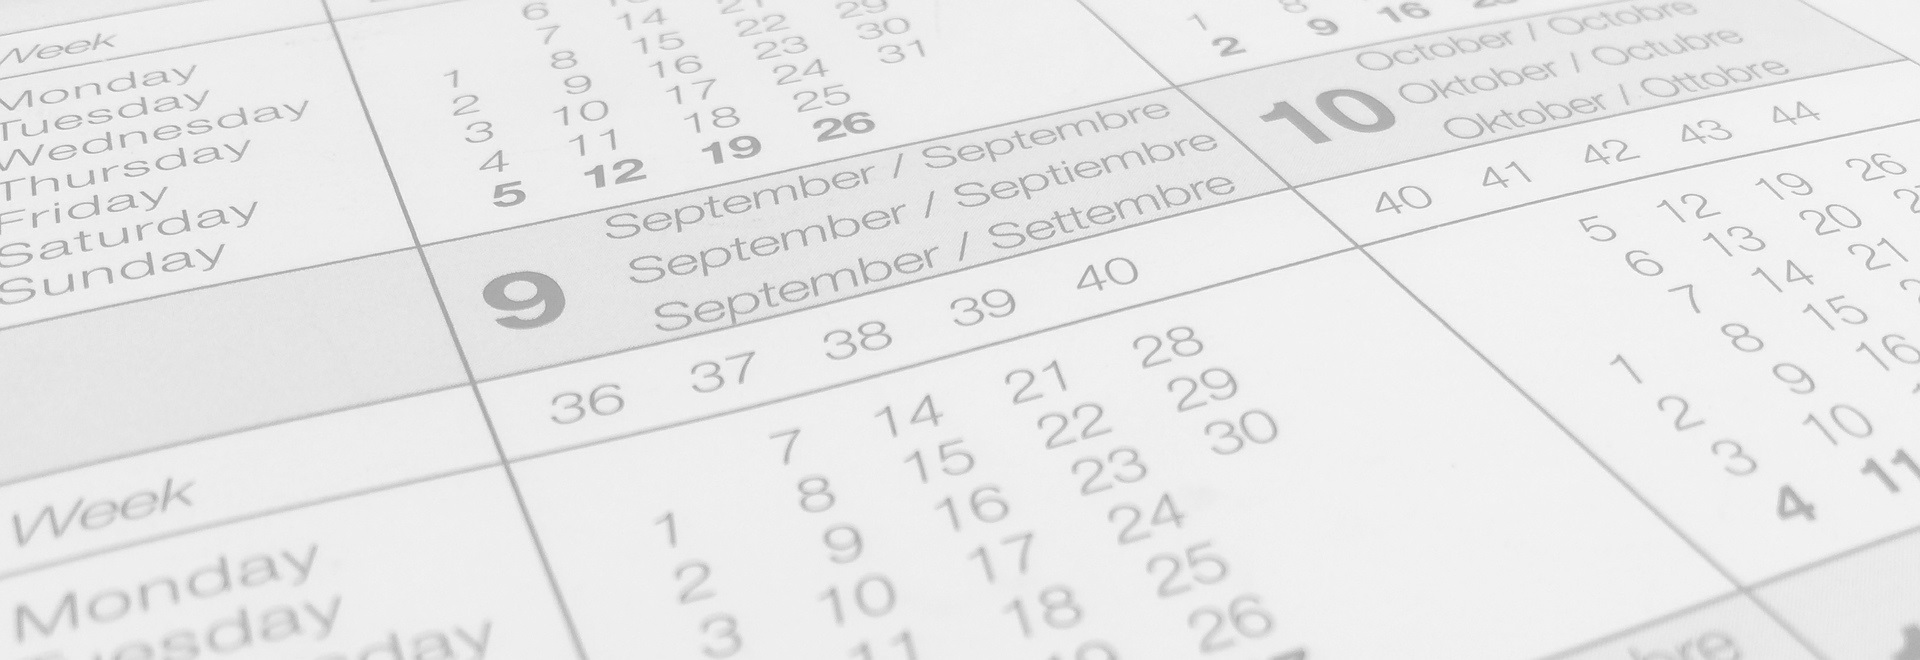 Week
Monday
Tuesday
Wednesday
Thursday
Friday
Saturday
Sunday
6
7 14
1 8 15 22 29
2 9 16 23 30
3 10 17 24 31
4 11 18 25
5 12 19 26
1 8
2 9 16
9
September / Septembre
September / Septiembre
September / Settembre
10
October / Octobre
Oktober / Octubre
Oktober / Ottobre
Week
36 37 38 39 40
Monday 7 14 21 28
Tuesday 1 8 15 22 29
2 9 16 23 30
3 10 17 24
11 18 25
19 26
40 41 42 43 44
5 12 19 26
6 13 20
7 14 21
1 8 15
2 9 16
3 10
4 11